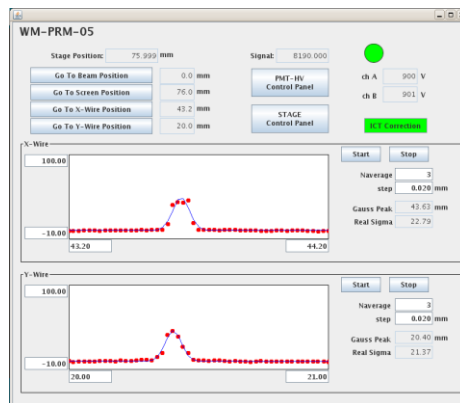 WM-PRM-05
Stage Position: 75.999 mm Signal: 8190.000
Go To Beam Position 0.0 mm
Go To Screen Position 76.0 mm
Go To X-Wire Position 43.2 mm
Go To Y-Wire Position 20.0 mm
PMT-HV
Control Panel
STAGE
Control Panel
ch A 900 V
ch B 901 V
ICT Correction
X-Wire
100.00
-10.00
43.20 44.20
Start Stop
Naverage 3
step 0.020 mm
Gauss Peak 43.63 mm
Real Sigma 22.79
Y-Wire
100.00
-10.00
20.00 21.00
Start Stop
Naverage 3
step 0.020 mm
Gauss Peak 20.40 mm
Real Sigma 21.37